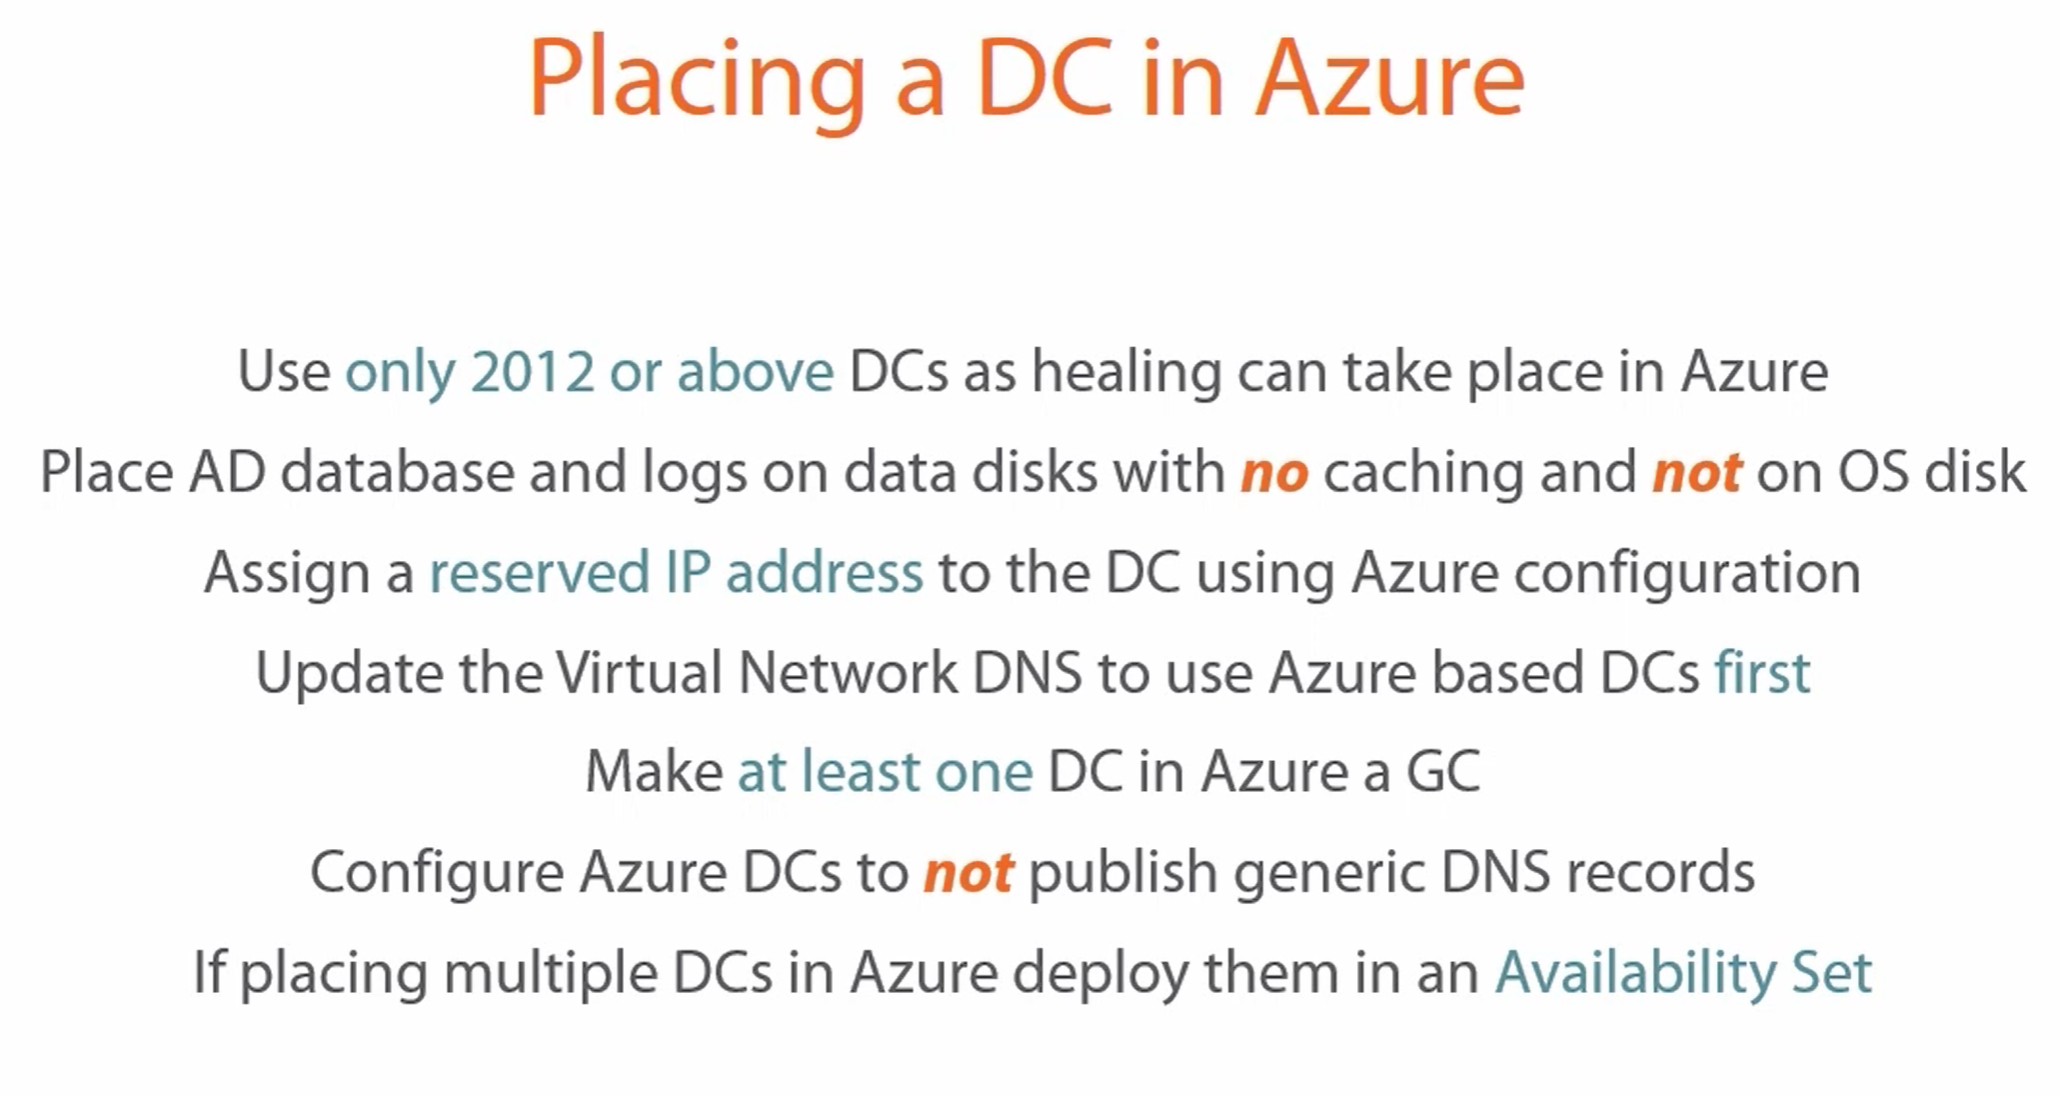 Placing a DC in Azure
Use only 2012 or above DCs as healing can take place in Azure
Place AD database and logs on data disks with no caching and not on OS disk
Assign a reserved IP address to the DC using Azure configuration
Update the Virtual Network DNS to use Azure based DCs first
Make at least one DC in Azure a GC
Configure Azure DCs to not publish generic DNS records
If placing multiple DCs in Azure deploy them in an Availability Set